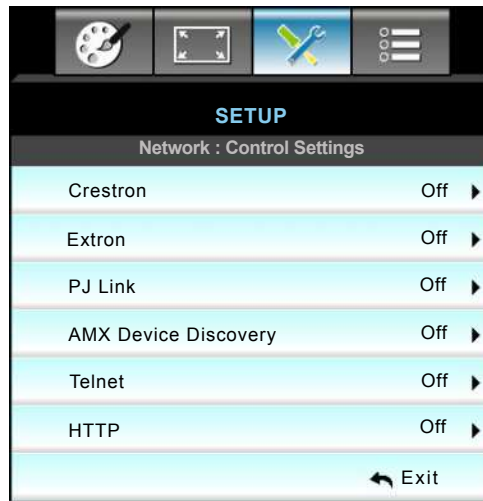 SETUP
Network : Control Settings
Crestron Off
Extron Off
PJ Link Off
AMX Device Discovery Off
Telnet Off
HTTP Off
Exit